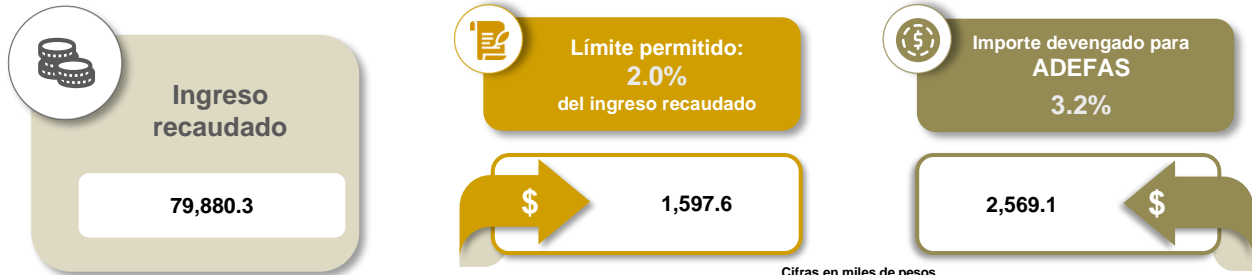 Ingreso
recaudado
79,880.3
Límite permitido:
2.0%
del ingreso recaudado
$
1,597.6
Importe devengado para
ADEFAS
3.2%
2,569.1
$
Cifras en miles de pesos